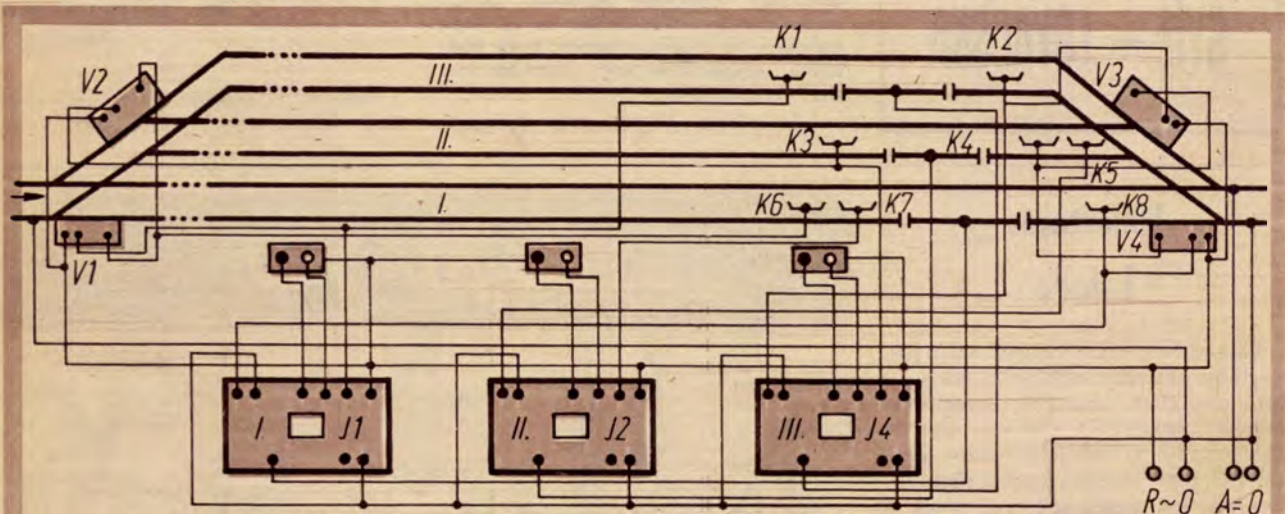 K1 K2
V2 III. V3
II. K3 K4
K5
I. K6 K7 K8
V1 V4
I. J1 II. J2 III. J4
R~0 A=0